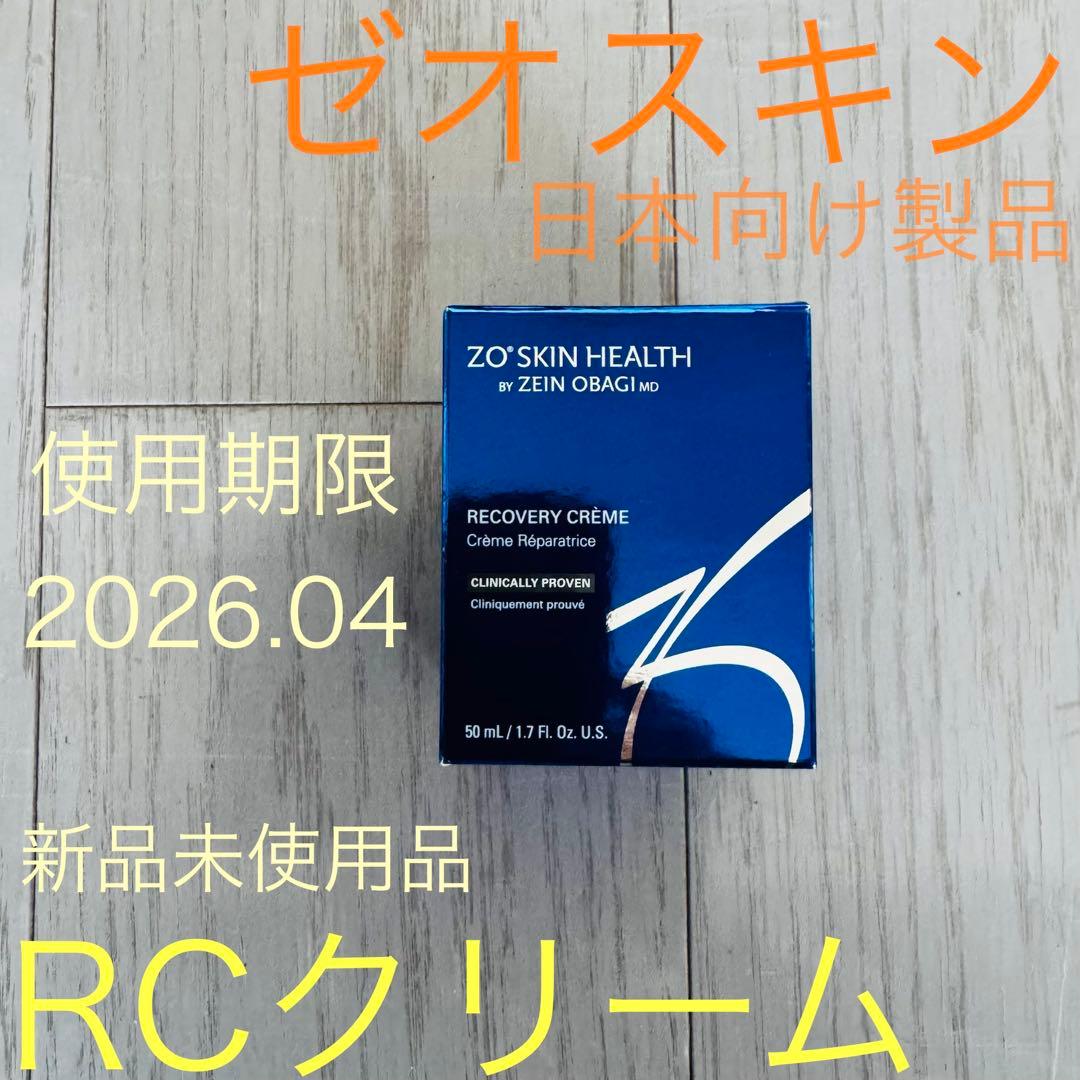 ゼオスキン
日本向け製品
ZO® SKIN HEALTH
BY ZEIN OBAGI MD
使用期限
2026.04
RECOVERY CRÈME
Crème Réparatrice
CLINICALLY PROVEN
Cliniquement prouvé
50 mL / 1.7 Fl. Oz. U.S.
新品未使用品
RCクリーム